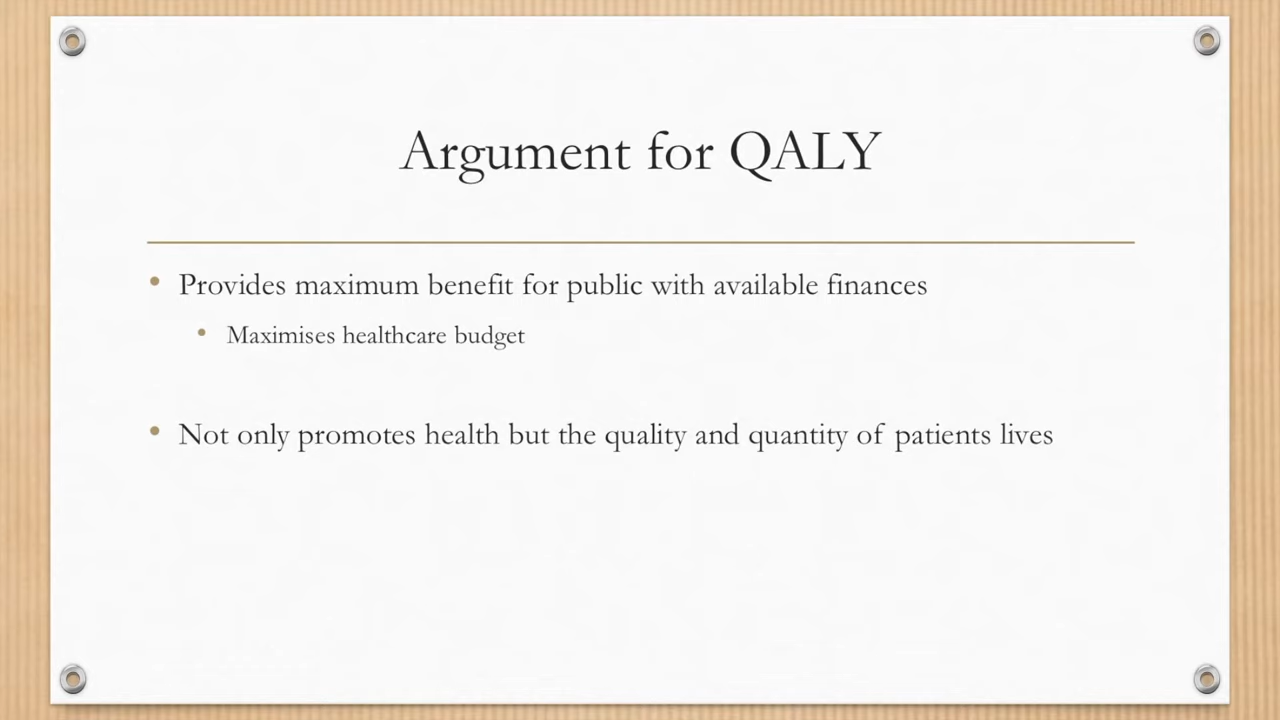 Argument for QALY
• Provides maximum benefit for public with available finances
• Maximises healthcare budget
• Not only promotes health but the quality and quantity of patients lives